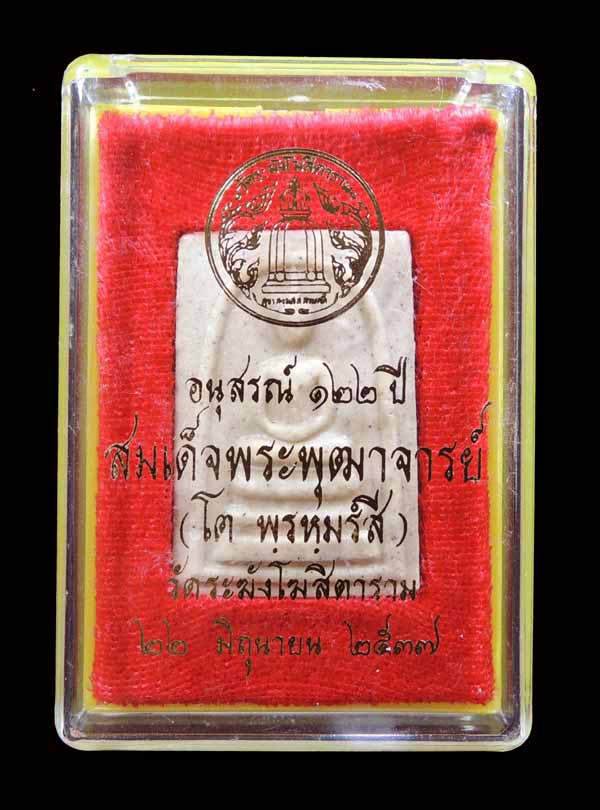 อนุสรณ์ ๑๒๒ ปี
สมเด็จพระพุฒาจารย์
(โต พฺรหฺมรํสี)
วัดระฆังโฆสิตาราม
๒๒ มิถุนายน ๒๕๓๗